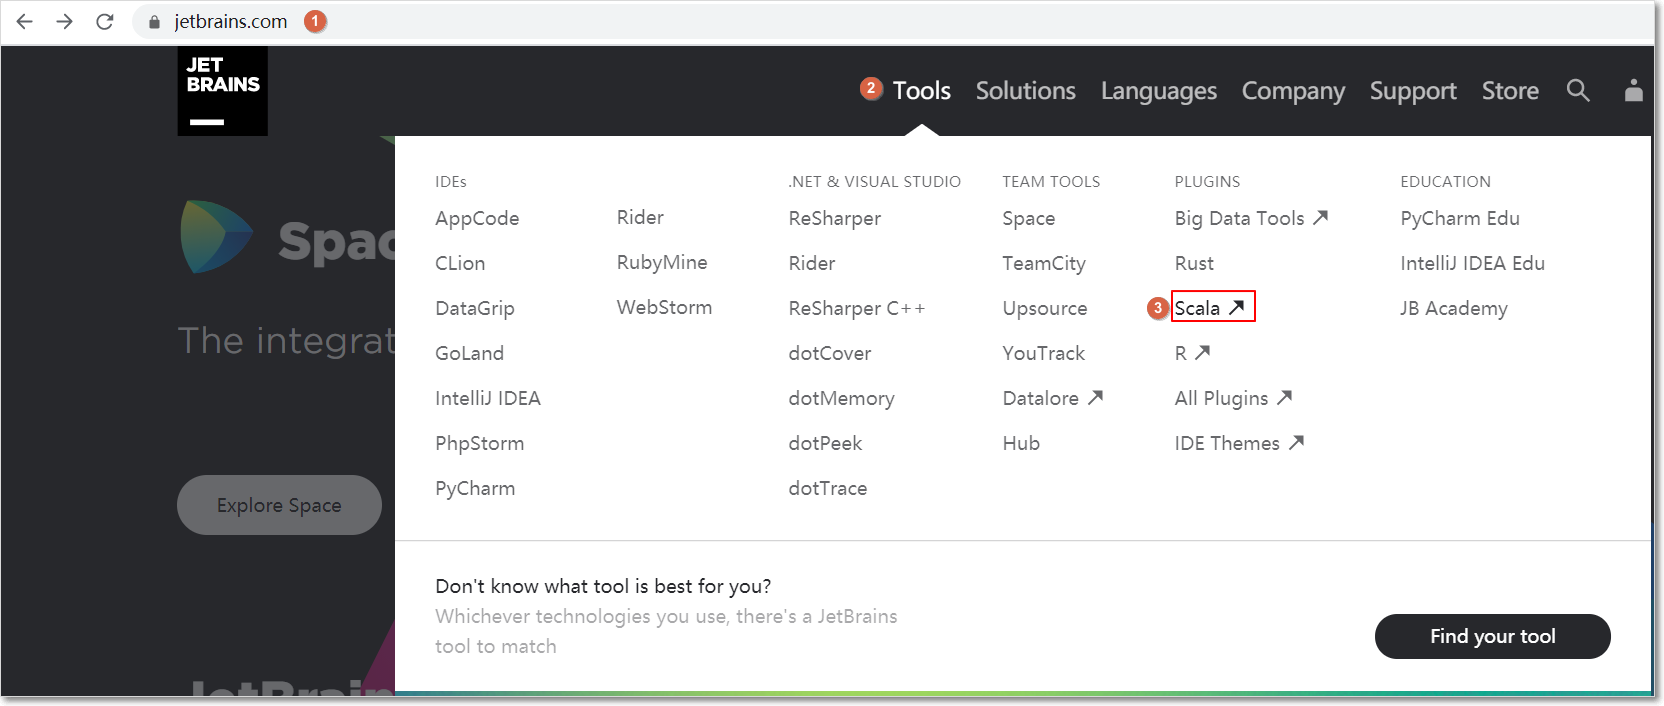 jetbrains.com 1
JET
BRAINS
2 Tools Solutions Languages Company Support Store
IDEs
AppCode
CLion
DataGrip
GoLand
IntelliJ IDEA
PhpStorm
PyCharm
Rider
RubyMine
WebStorm
.NET & VISUAL STUDIO
ReSharper
Rider
ReSharper C++
dotCover
dotMemory
dotPeek
dotTrace
TEAM TOOLS
Space
TeamCity
Upsource
YouTrack
Datalore
Hub
PLUGINS
Big Data Tools
Rust
3 Scala
R
All Plugins
IDE Themes
EDUCATION
PyCharm Edu
IntelliJ IDEA Edu
JB Academy
Spac
The integrat
Explore Space
Don't know what tool is best for you?
Whichever technologies you use, there's a JetBrains
tool to match
Find your tool
JetBrain